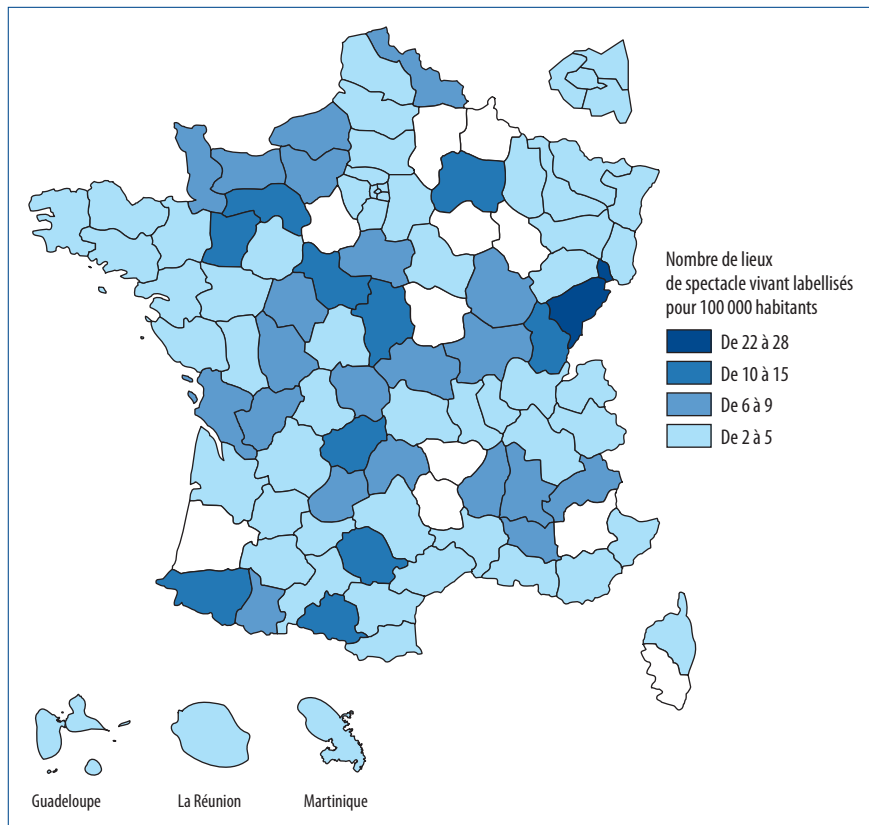 Nombre de lieux
de spectacle vivant labellisés
pour 100 000 habitants
De 22 à 28
De 10 à 15
De 6 à 9
De 2 à 5
Guadeloupe
La Réunion
Martinique